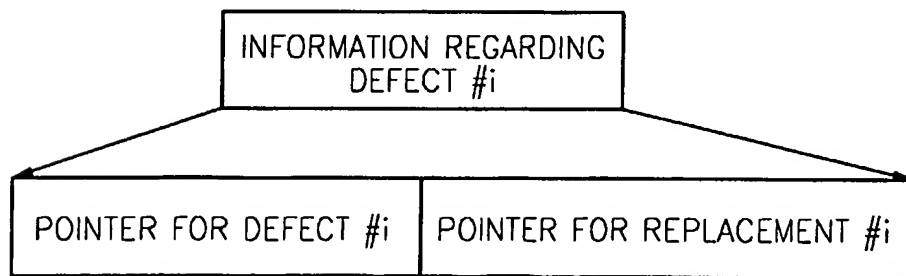 INFORMATION REGARDING
DEFECT #i
POINTER FOR DEFECT #i
POINTER FOR REPLACEMENT #i